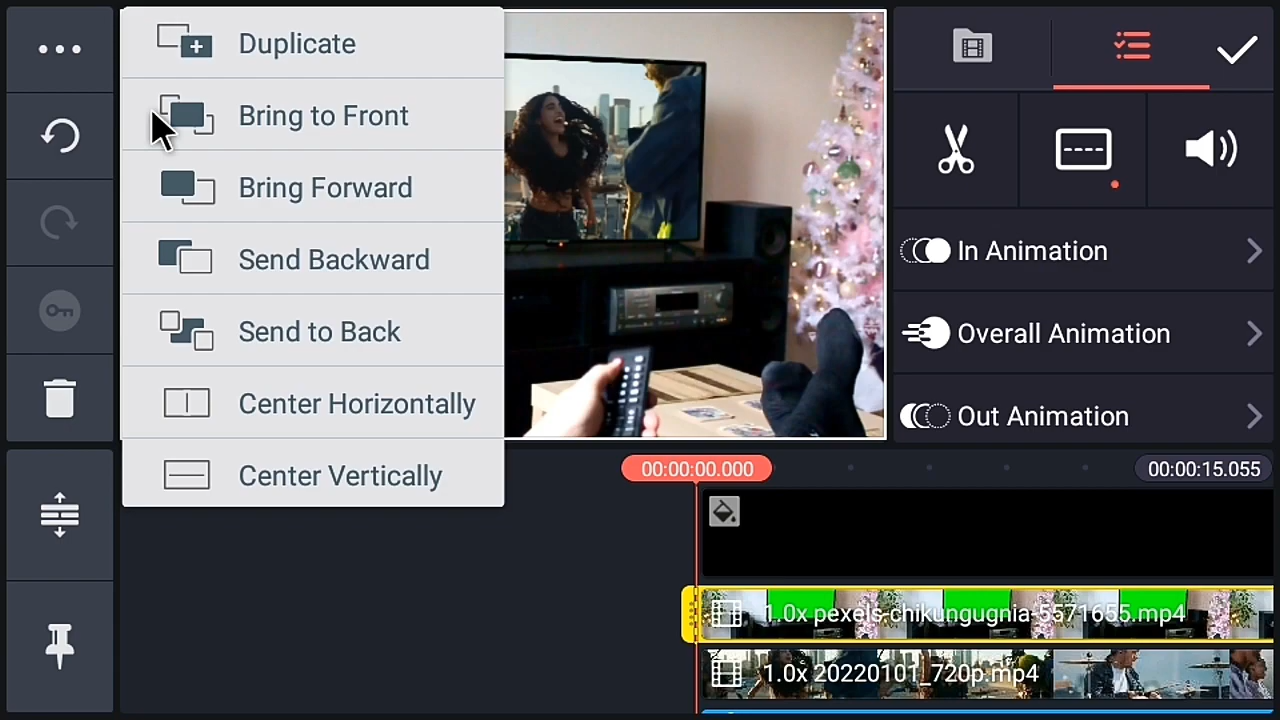 Duplicate
Bring to Front
Bring Forward
Send Backward
Send to Back
Center Horizontally
Center Vertically
In Animation
Overall Animation
Out Animation
00:00:00.000
00:00:15.055
1.0x pexels-chikungugnia-5571655.mp4
1.0x 20220101_720p.mp4